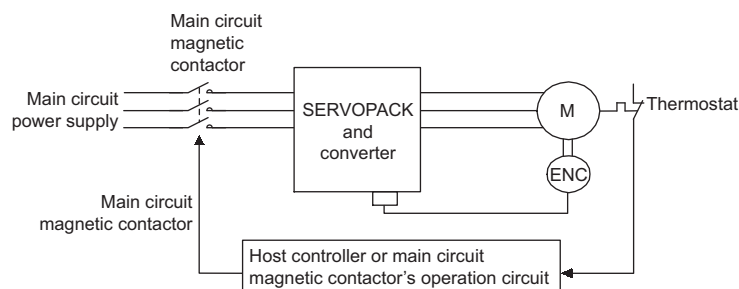 Main circuit
magnetic
contactor
Main circuit
power supply
SERVOPACK
and
converter
M
Thermostat
ENC
Main circuit
magnetic contactor
Host controller or main circuit
magnetic contactor's operation circuit